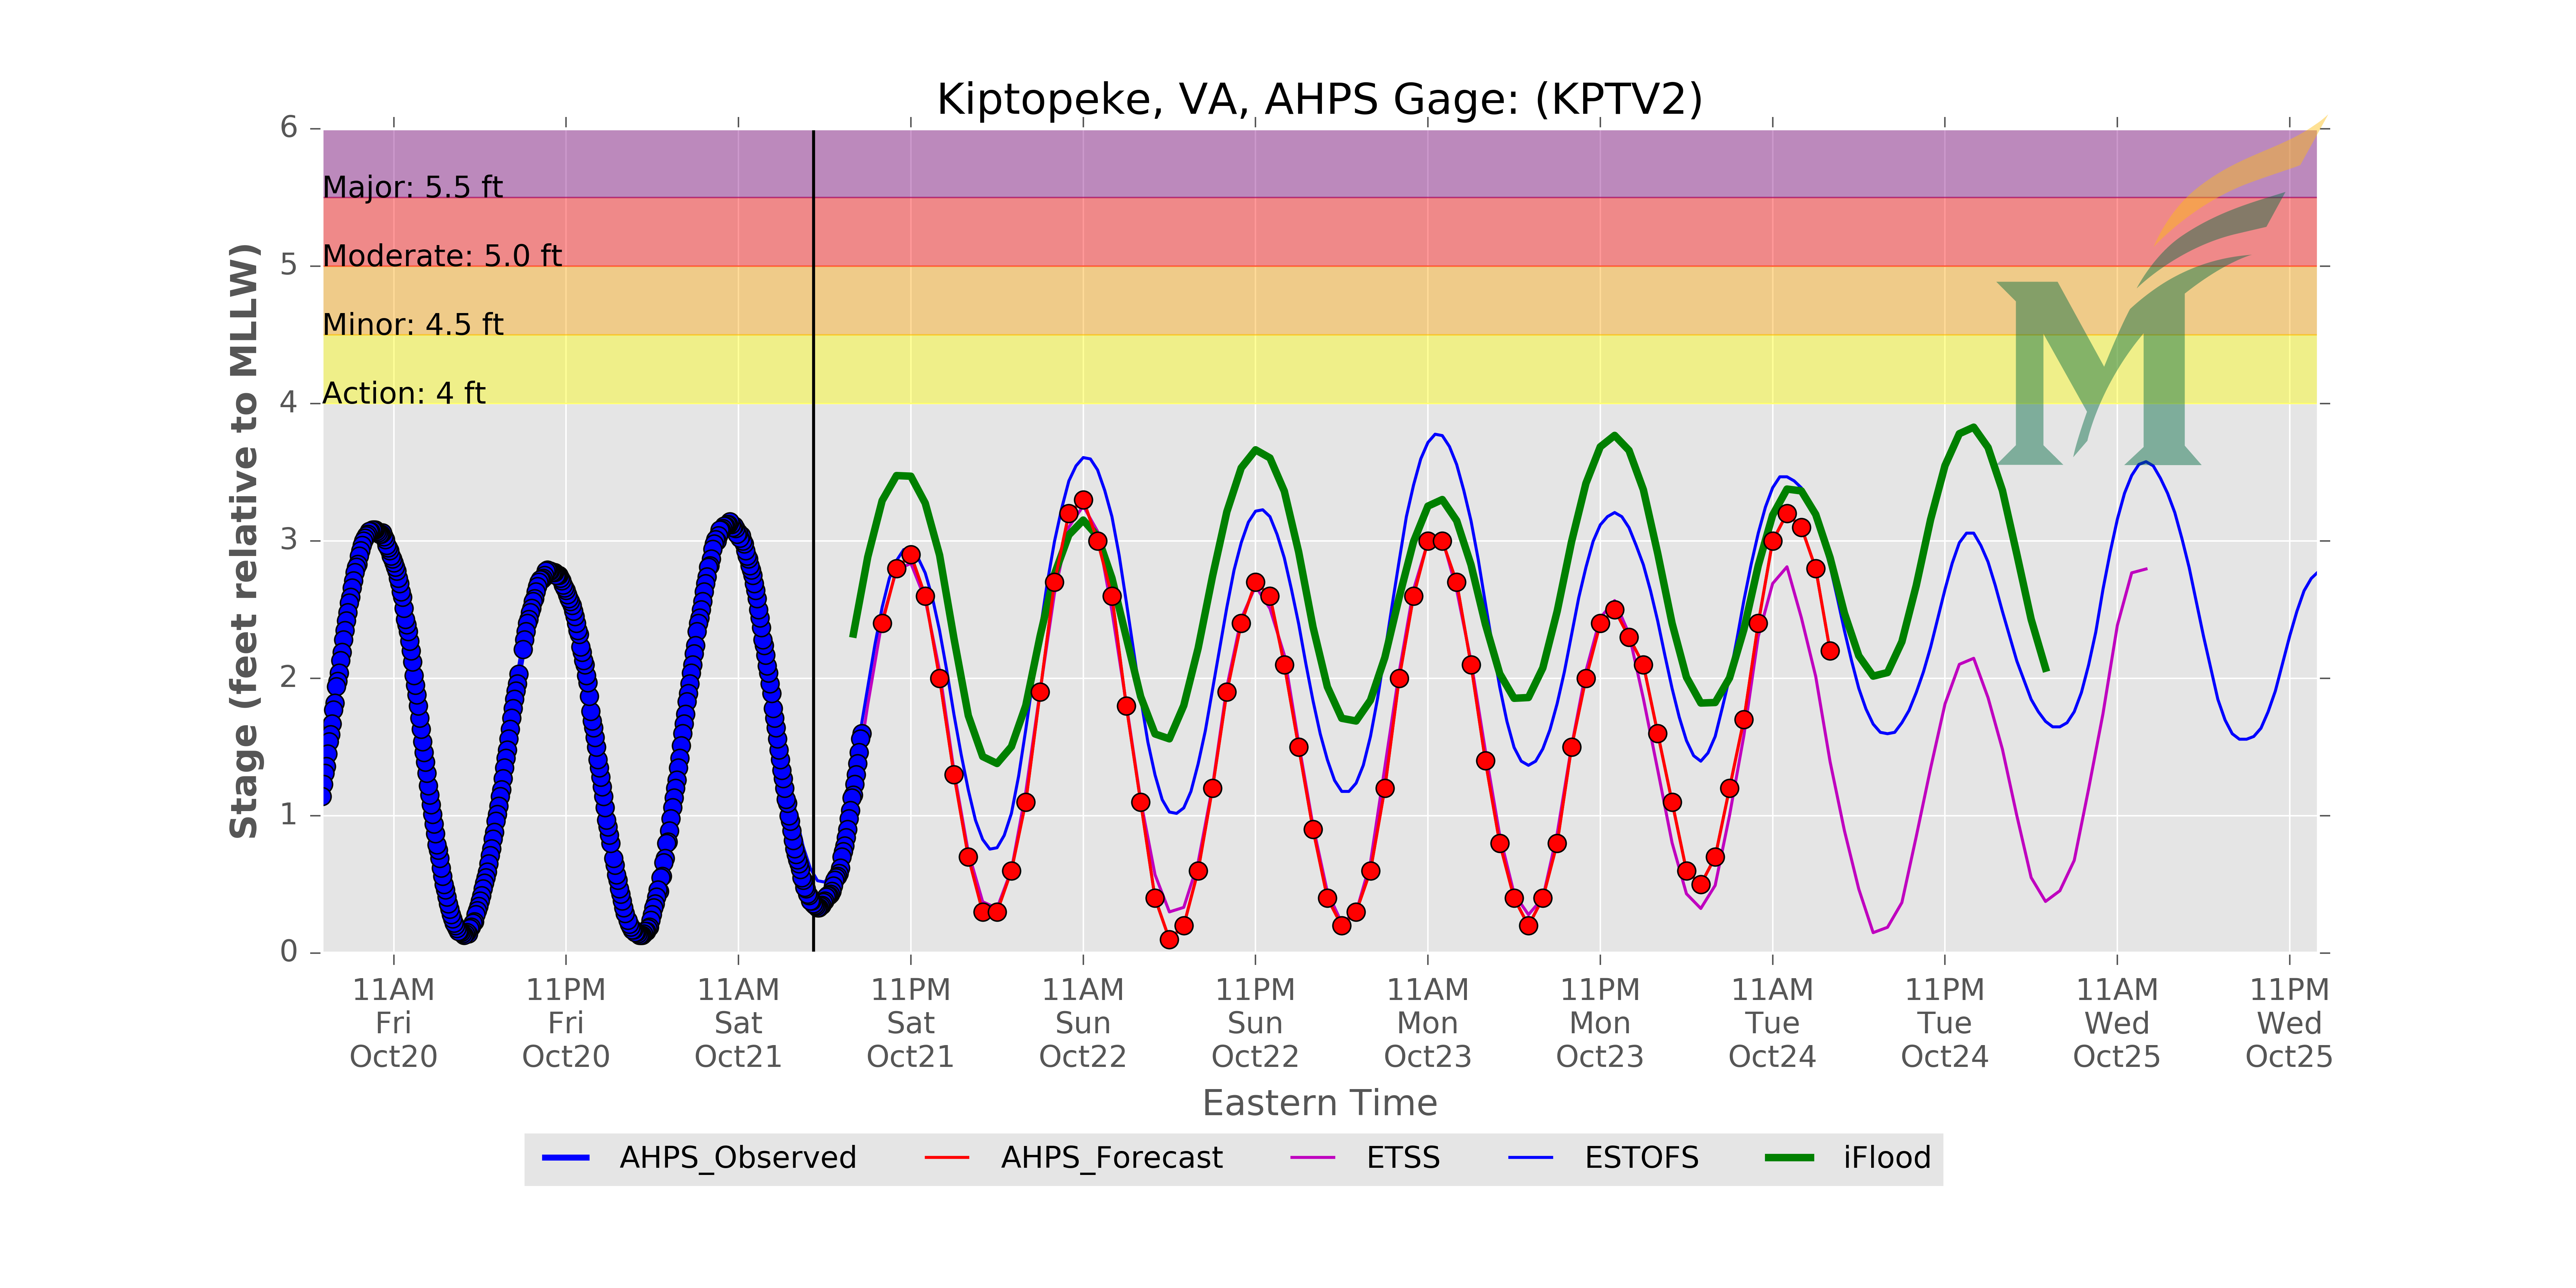 Kiptopeke, VA, AHPS Gage: (KPTV2)
Stage (feet relative to MLLW)
6
5
4
3
2
1
0
Major: 5.5 ft
Moderate: 5.0 ft
Minor: 4.5 ft
Action: 4 ft
M
11AM 11PM 11AM 11PM 11AM 11PM 11AM 11PM 11AM 11PM 11AM 11PM
Fri Fri Sat Sat Sun Sun Mon Mon Tue Tue Wed Wed
Oct20 Oct20 Oct21 Oct21 Oct22 Oct22 Oct23 Oct23 Oct24 Oct24 Oct25 Oct25
Eastern Time
AHPS_Observed AHPS_Forecast ETSS ESTOFS iFlood